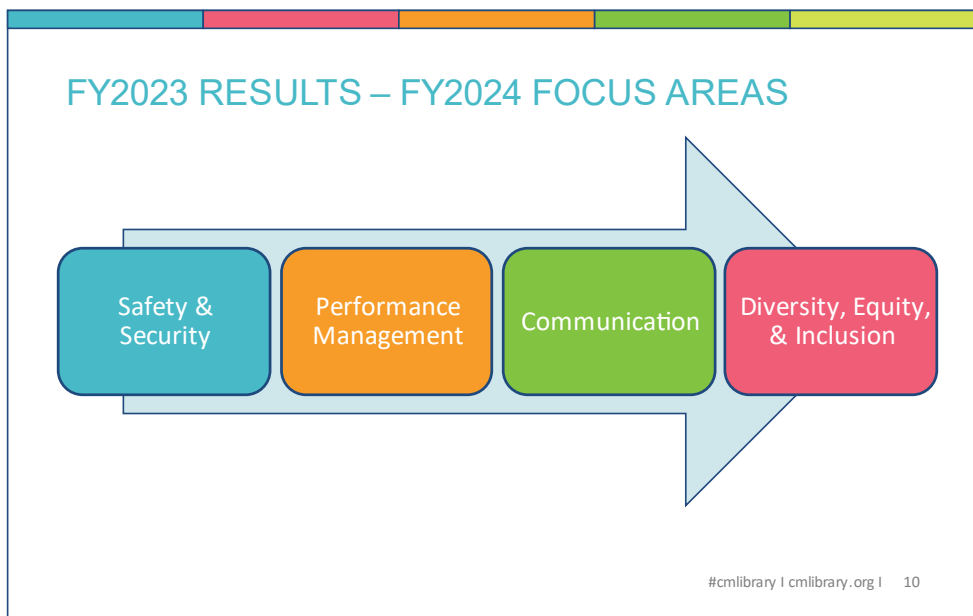 FY2023 RESULTS – FY2024 FOCUS AREAS
Safety &
Security
Performance
Management
Communication
Diversity, Equity,
& Inclusion
#cmlibrary I cmlibrary.org I 10